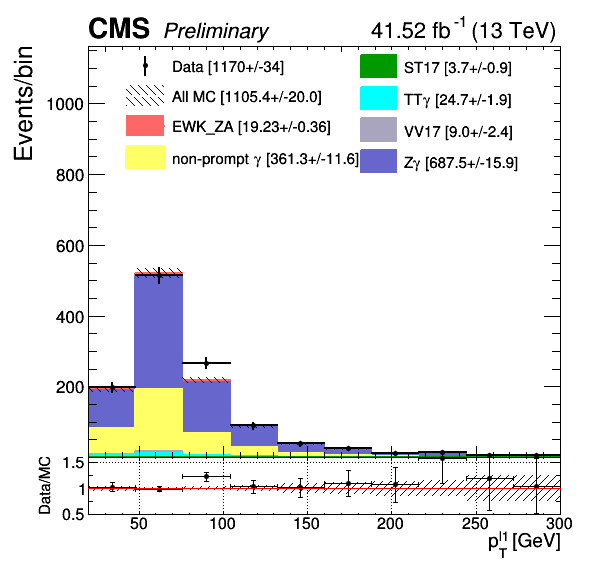 CMS Preliminary 41.52 fb⁻¹ (13 TeV)
Events/bin
Data [1170+/-34]
All MC [1105.4+/-20.0]
EWK_ZA [19.23+/-0.36]
non-prompt γ [361.3+/-11.6]
ST17 [3.7+/-0.9]
TTγ [24.7+/-1.9]
VV17 [9.0+/-2.4]
Zγ [687.5+/-15.9]
1000
800
600
400
200
Data/MC
1.5
1
0.5
50 100 150 200 250 300
p_T^l1 [GeV]